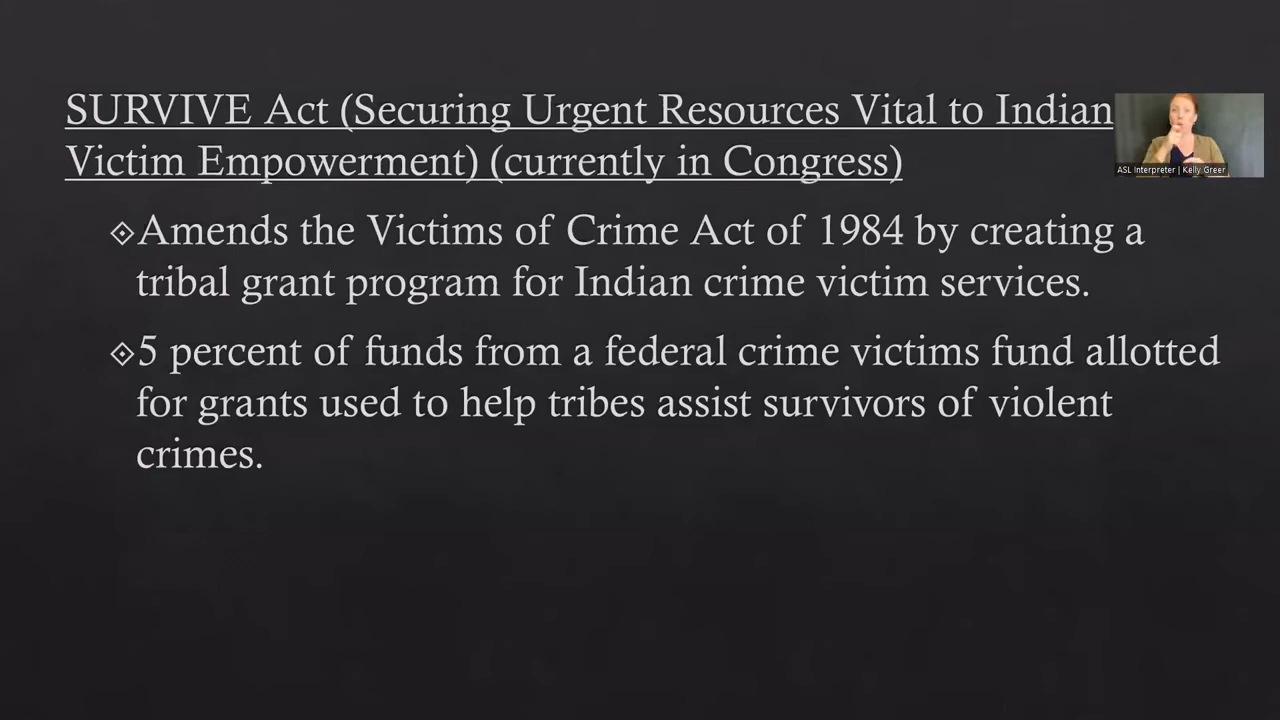 SURVIVE Act (Securing Urgent Resources Vital to Indian
Victim Empowerment) (currently in Congress)
Amends the Victims of Crime Act of 1984 by creating a
tribal grant program for Indian crime victim services.
5 percent of funds from a federal crime victims fund allotted
for grants used to help tribes assist survivors of violent
crimes.
ASL Interpreter | Kelly Greer